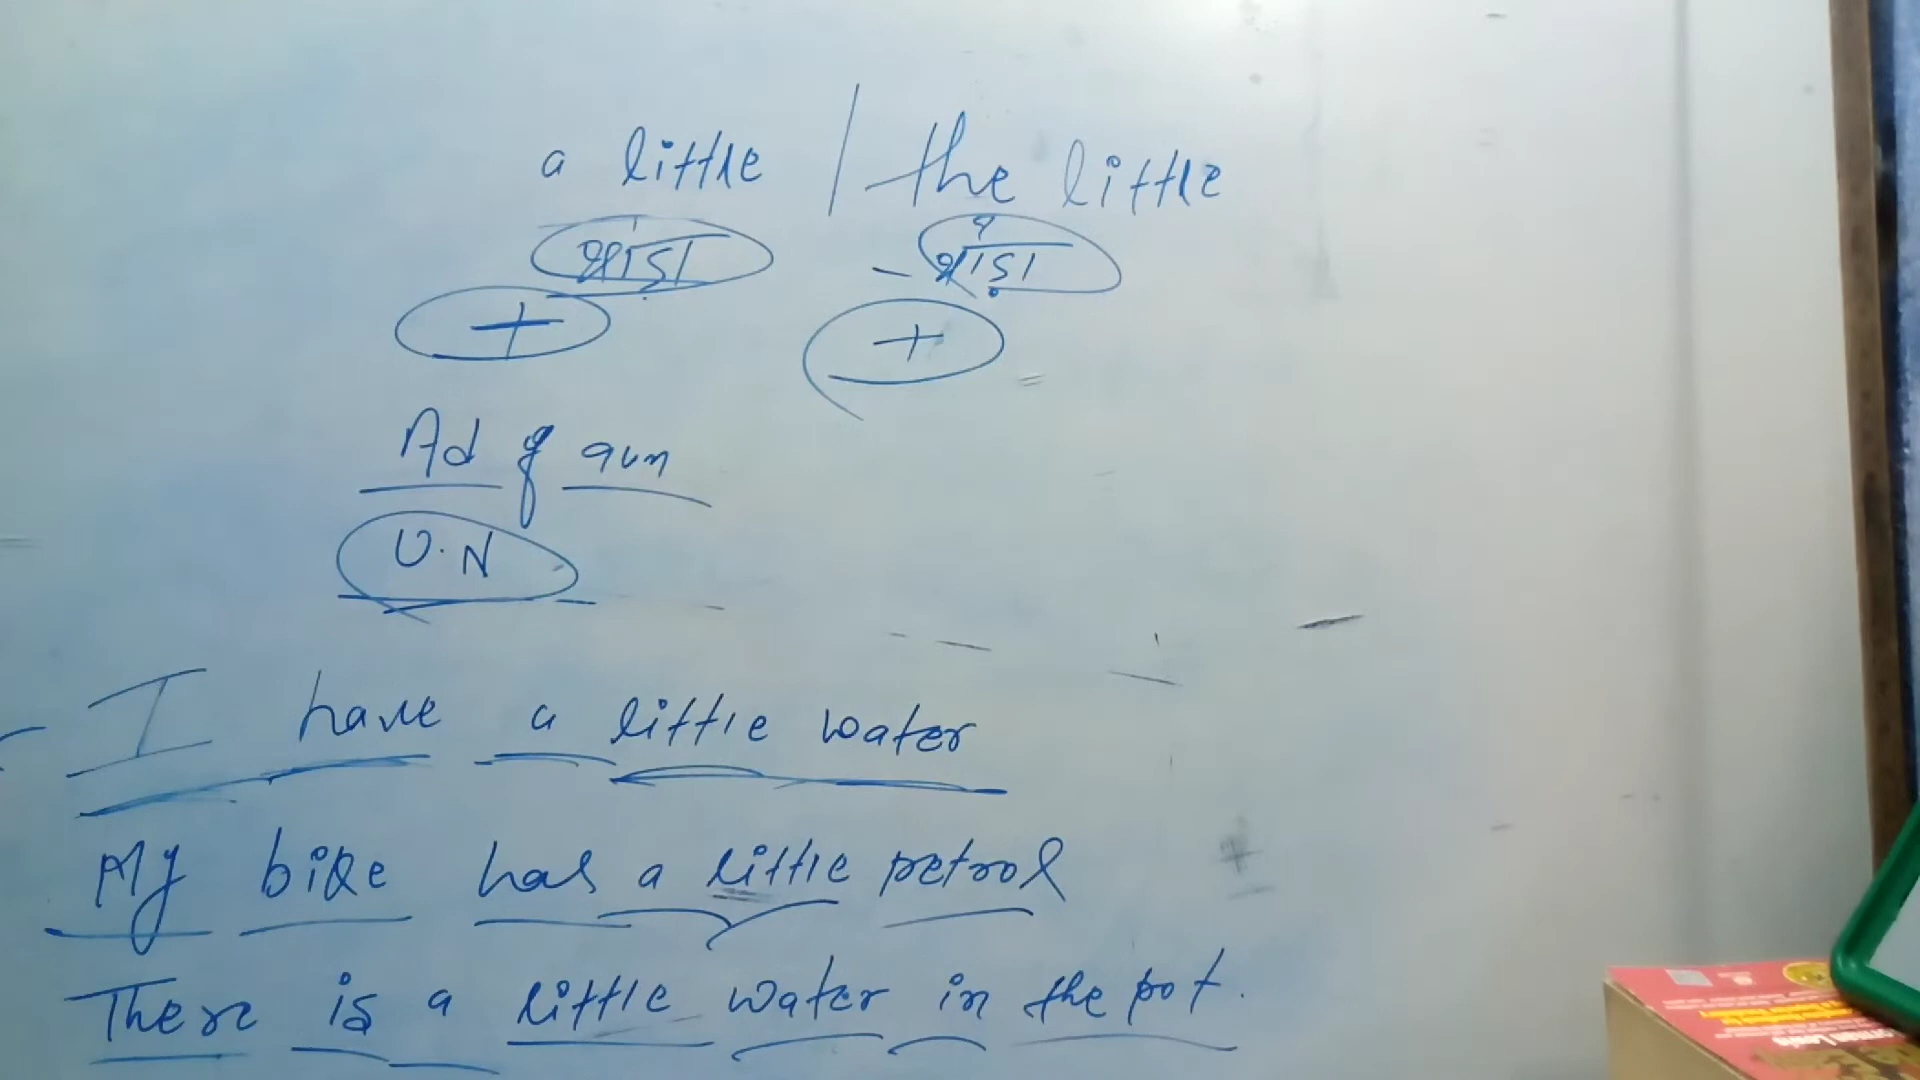 a little / the little
थोड़ा थोड़ा
+ +
Ad of qun
U.N
I have a little water
My bike has a little petrol
There is a little water in the pot.